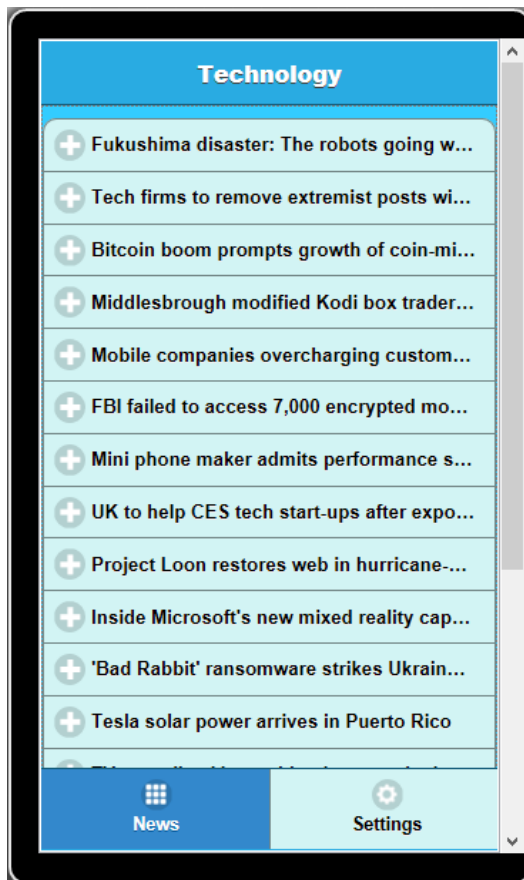 Technology
Fukushima disaster: The robots going w...
Tech firms to remove extremist posts wi...
Bitcoin boom prompts growth of coin-mi...
Middlesbrough modified Kodi box trader...
Mobile companies overcharging custom...
FBI failed to access 7,000 encrypted mo...
Mini phone maker admits performance s...
UK to help CES tech start-ups after expo...
Project Loon restores web in hurricane-...
Inside Microsoft's new mixed reality cap...
'Bad Rabbit' ransomware strikes Ukrain...
Tesla solar power arrives in Puerto Rico
News
Settings